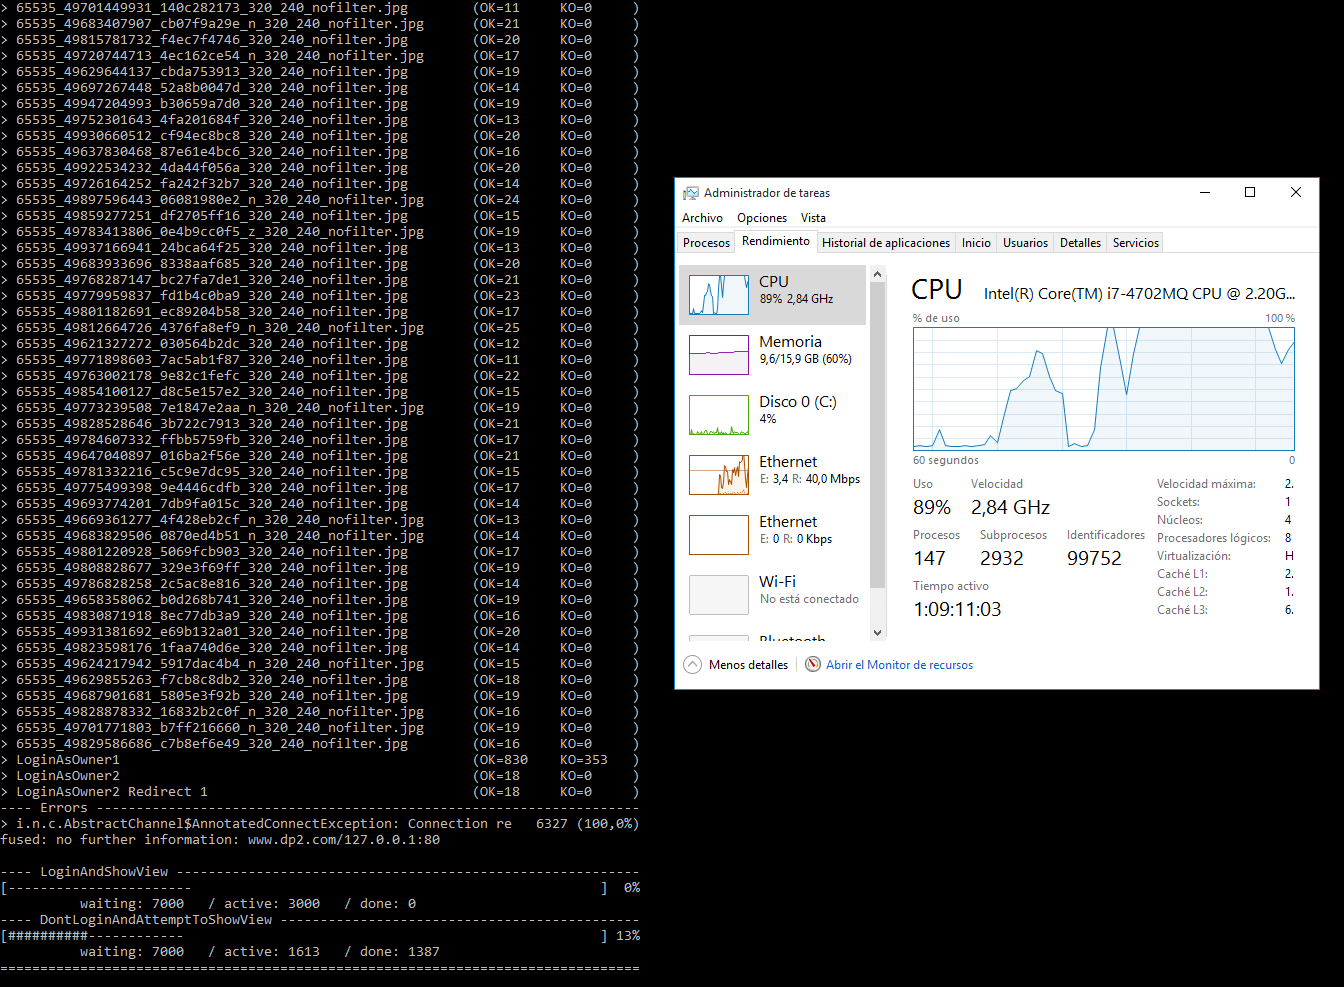 > 65535_49701449931_140c282173_320_240_nofilter.jpg (OK=11 KO=0 )
> 65535_49683407907_cb07f9a29e_n_320_240_nofilter.jpg (OK=21 KO=0 )
> 65535_49815781732_f4ec7f4746_320_240_nofilter.jpg (OK=20 KO=0 )
> 65535_49720744713_4ec162ce54_n_320_240_nofilter.jpg (OK=17 KO=0 )
> 65535_49629644137_cbda753913_320_240_nofilter.jpg (OK=19 KO=0 )
> 65535_49697267448_52a8b0047d_320_240_nofilter.jpg (OK=14 KO=0 )
> 65535_49947204993_b30659a7d0_320_240_nofilter.jpg (OK=19 KO=0 )
> 65535_49752301643_4fa201684f_320_240_nofilter.jpg (OK=13 KO=0 )
> 65535_49930660512_cf94ec8bc8_320_240_nofilter.jpg (OK=20 KO=0 )
> 65535_49637830468_87e61e4bc6_320_240_nofilter.jpg (OK=16 KO=0 )
> 65535_49922534232_4da44f056a_320_240_nofilter.jpg (OK=20 KO=0 )
> 65535_49726164252_fa242f32b7_320_240_nofilter.jpg (OK=14 KO=0 )
> 65535_49897596443_06081980e2_n_320_240_nofilter.jpg (OK=24 KO=0 )
> 65535_49859277251_df2705ff16_320_240_nofilter.jpg (OK=15 KO=0 )
> 65535_49783413806_0e4b9cc0f5_z_320_240_nofilter.jpg (OK=19 KO=0 )
> 65535_49937166941_24bca64f25_320_240_nofilter.jpg (OK=13 KO=0 )
> 65535_49683933696_8338aaf685_320_240_nofilter.jpg (OK=20 KO=0 )
> 65535_49768287147_bc27fa7de1_320_240_nofilter.jpg (OK=21 KO=0 )
> 65535_49779959837_fd1b4c0ba9_320_240_nofilter.jpg (OK=23 KO=0 )
> 65535_49801182691_ec89204b58_320_240_nofilter.jpg (OK=17 KO=0 )
> 65535_49812664726_4376fa8ef9_n_320_240_nofilter.jpg (OK=25 KO=0 )
> 65535_49621327272_030564b2dc_320_240_nofilter.jpg (OK=12 KO=0 )
> 65535_49771898603_7ac5ab1f87_320_240_nofilter.jpg (OK=11 KO=0 )
> 65535_49763002178_9e82c1fefc_320_240_nofilter.jpg (OK=22 KO=0 )
> 65535_49854100127_d8c5e157e2_320_240_nofilter.jpg (OK=15 KO=0 )
> 65535_49773239508_7e1847e2aa_n_320_240_nofilter.jpg (OK=19 KO=0 )
> 65535_49828528646_3b722c7913_320_240_nofilter.jpg (OK=21 KO=0 )
> 65535_49784607332_ffbb5759fb_320_240_nofilter.jpg (OK=17 KO=0 )
> 65535_49647040897_016ba2f56e_320_240_nofilter.jpg (OK=21 KO=0 )
> 65535_49781332216_c5c9e7dc95_320_240_nofilter.jpg (OK=15 KO=0 )
> 65535_49775499398_9e4446cdfb_320_240_nofilter.jpg (OK=17 KO=0 )
> 65535_49693774201_7db9fa015c_320_240_nofilter.jpg (OK=14 KO=0 )
> 65535_49669361277_4f428eb2cf_n_320_240_nofilter.jpg (OK=13 KO=0 )
> 65535_49683829506_0870ed4b51_n_320_240_nofilter.jpg (OK=14 KO=0 )
> 65535_49801220928_5069fcb903_320_240_nofilter.jpg (OK=17 KO=0 )
> 65535_49808828677_329e3f69ff_320_240_nofilter.jpg (OK=19 KO=0 )
> 65535_49786828258_2c5ac8e816_320_240_nofilter.jpg (OK=14 KO=0 )
> 65535_49658358062_b0d268b741_320_240_nofilter.jpg (OK=19 KO=0 )
> 65535_49830871918_8ec77db3a9_320_240_nofilter.jpg (OK=16 KO=0 )
> 65535_49931381692_e69b132a01_320_240_nofilter.jpg (OK=20 KO=0 )
> 65535_49823598176_1faa740d6e_320_240_nofilter.jpg (OK=14 KO=0 )
> 65535_49624217942_5917dac4b4_n_320_240_nofilter.jpg (OK=15 KO=0 )
> 65535_49629855263_f7cb8c8db2_320_240_nofilter.jpg (OK=18 KO=0 )
> 65535_49687901681_5805e3f92b_320_240_nofilter.jpg (OK=19 KO=0 )
> 65535_49828878332_16832b2c0f_n_320_240_nofilter.jpg (OK=16 KO=0 )
> 65535_49701771803_b7ff216660_n_320_240_nofilter.jpg (OK=19 KO=0 )
> 65535_49829586686_c7b8ef6e49_320_240_nofilter.jpg (OK=16 KO=0 )
> LoginAsOwner1 (OK=830 KO=353 )
> LoginAsOwner2 (OK=18 KO=0 )
> LoginAsOwner2 Redirect 1 (OK=18 KO=0 )
---- Errors --------------------------------------------------------------------
> i.n.c.AbstractChannel$AnnotatedConnectException: Connection re 6327 (100,0%)
fused: no further information: www.dp2.com/127.0.0.1:80
---- LoginAndShowView ----------------------------------------------------------
[----------------------- ] 0%
waiting: 7000 / active: 3000 / done: 0
---- DontLoginAndAttemptToShowView ---------------------------------------------
[##########------------ ] 13%
waiting: 7000 / active: 1613 / done: 1387
================================================================================
Administrador de tareas
Archivo Opciones Vista
Procesos Rendimiento Historial de aplicaciones Inicio Usuarios Detalles Servicios
CPU
89% 2,84 GHz
Memoria
9,6/15,9 GB (60%)
Disco 0 (C:)
4%
Ethernet
E: 3,4 R: 40,0 Mbps
Ethernet
E: 0 R: 0 Kbps
Wi-Fi
No está conectado
Bluetooth
CPU Intel(R) Core(TM) i7-4702MQ CPU @ 2.20G...
% de uso 100 %
60 segundos 0
Uso Velocidad
89% 2,84 GHz
Procesos Subprocesos Identificadores
147 2932 99752
Tiempo activo
1:09:11:03
Velocidad máxima: 2.
Sockets: 1
Núcleos: 4
Procesadores lógicos: 8
Virtualización: H
Caché L1: 2.
Caché L2: 1.
Caché L3: 6.
Menos detalles Abrir el Monitor de recursos